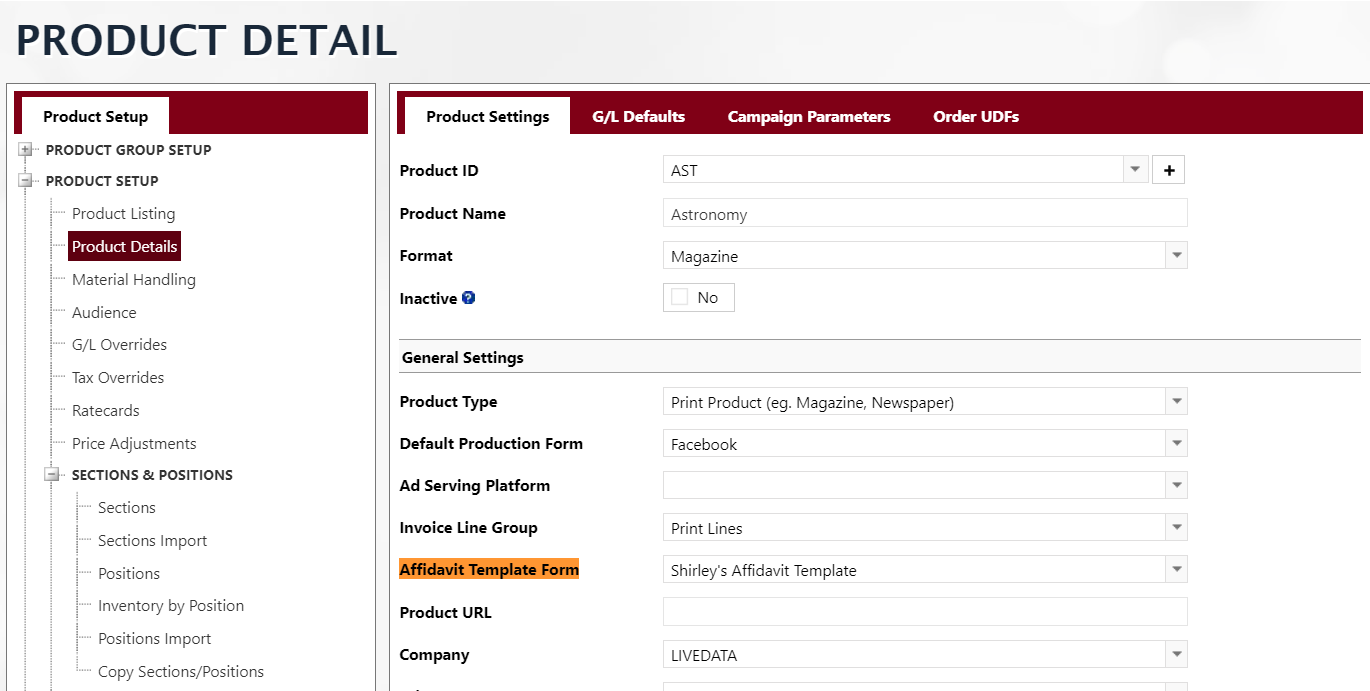 PRODUCT DETAIL
Product Setup
PRODUCT GROUP SETUP
PRODUCT SETUP
Product Listing
Product Details
Material Handling
Audience
G/L Overrides
Tax Overrides
Ratecards
Price Adjustments
SECTIONS & POSITIONS
Sections
Sections Import
Positions
Inventory by Position
Positions Import
Copy Sections/Positions
Product Settings G/L Defaults Campaign Parameters Order UDFs
Product ID AST +
Product Name Astronomy
Format Magazine
Inactive ? No
General Settings
Product Type Print Product (eg. Magazine, Newspaper)
Default Production Form Facebook
Ad Serving Platform
Invoice Line Group Print Lines
Affidavit Template Form Shirley's Affidavit Template
Product URL
Company LIVEDATA